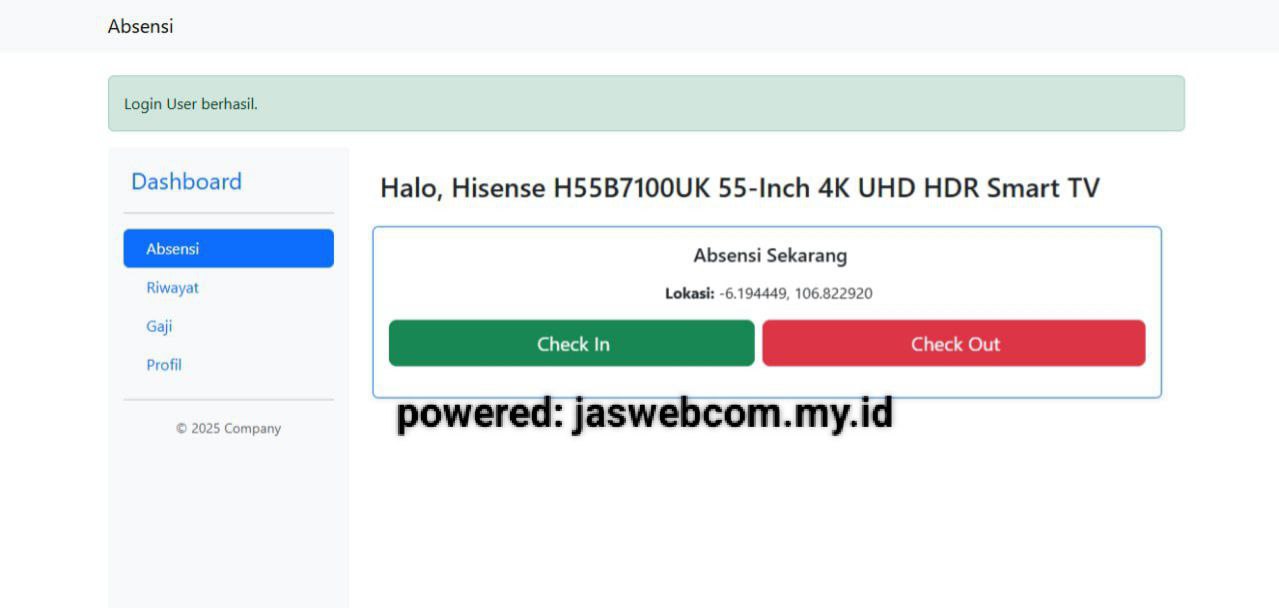 Absensi
Login User berhasil.
Dashboard
Absensi
Riwayat
Gaji
Profil
© 2025 Company
Halo, Hisense H55B7100UK 55-Inch 4K UHD HDR Smart TV
Absensi Sekarang
Lokasi: -6.194449, 106.822920
Check In Check Out
powered: jaswebcom.my.id